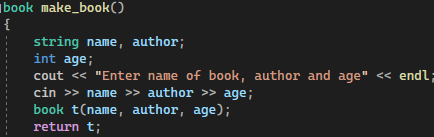 book make_book()
{
string name, author;
int age;
cout << "Enter name of book, author and age" << endl;
cin >> name >> author >> age;
book t(name, author, age);
return t;